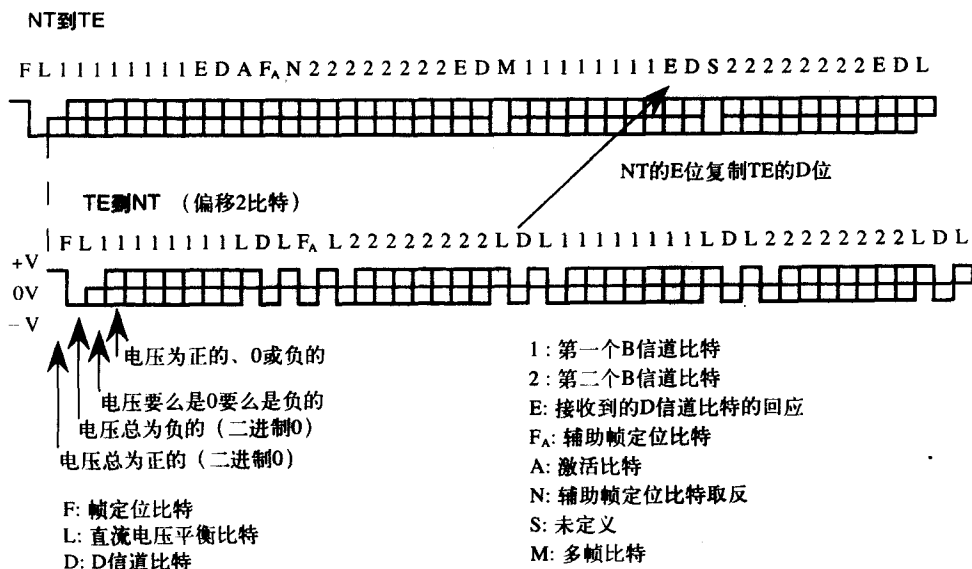 NT到TE
F L 1 1 1 1 1 1 1 1 E D A FA N 2 2 2 2 2 2 2 2 E D M 1 1 1 1 1 1 1 1 E D S 2 2 2 2 2 2 2 2 E D L
NT的E位复制TE的D位
TE到NT （偏移2比特）
F L 1 1 1 1 1 1 1 1 L D L FA L 2 2 2 2 2 2 2 2 L D L 1 1 1 1 1 1 1 1 L D L 2 2 2 2 2 2 2 2 L D L
+V
0V
–V
电压为正的、0或负的
电压要么是0要么是负的
电压总为负的（二进制0）
电压总为正的（二进制0）
F: 帧定位比特
L: 直流电压平衡比特
D: D信道比特
1：第一个B信道比特
2：第二个B信道比特
E: 接收到的D信道比特的回应
FA: 辅助帧定位比特
A: 激活比特
N: 辅助帧定位比特取反
S: 未定义
M: 多帧比特